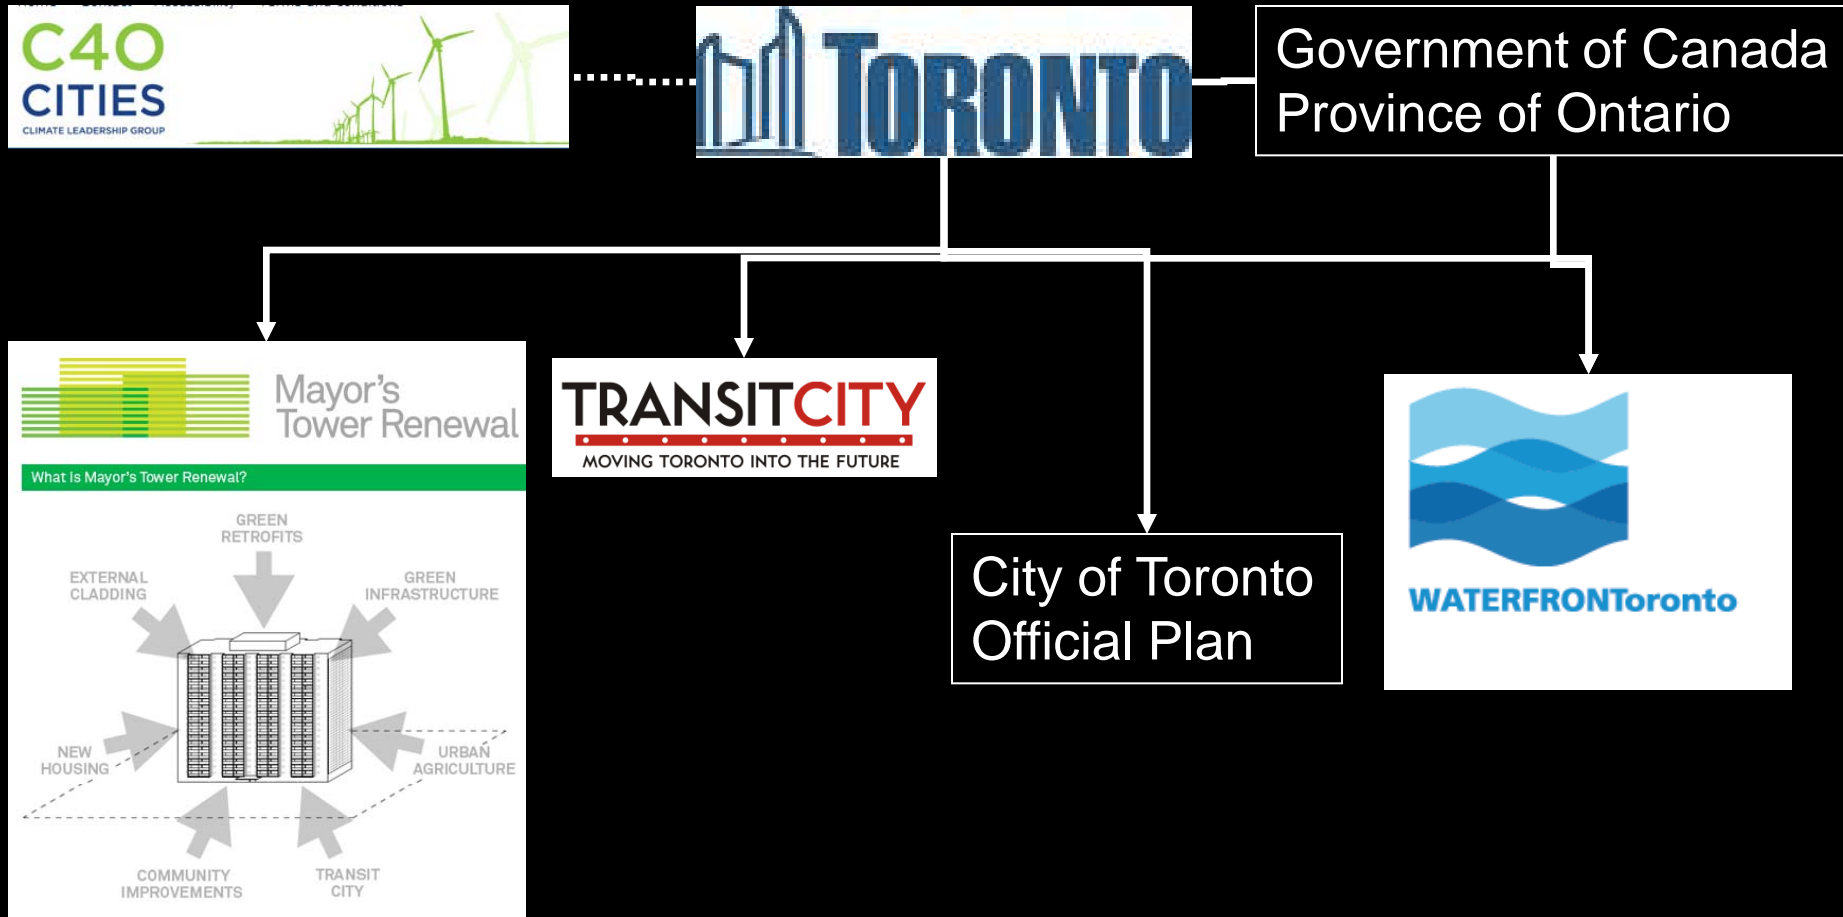 C40
CITIES
CLIMATE LEADERSHIP GROUP
TORONTO
Government of Canada
Province of Ontario
Mayor's
Tower Renewal
What is Mayor's Tower Renewal?
GREEN
RETROFITS
EXTERNAL
CLADDING
GREEN
INFRASTRUCTURE
NEW
HOUSING
URBAN
AGRICULTURE
COMMUNITY
IMPROVEMENTS
TRANSIT
CITY
TRANSITCITY
MOVING TORONTO INTO THE FUTURE
City of Toronto
Official Plan
WATERFRONToronto